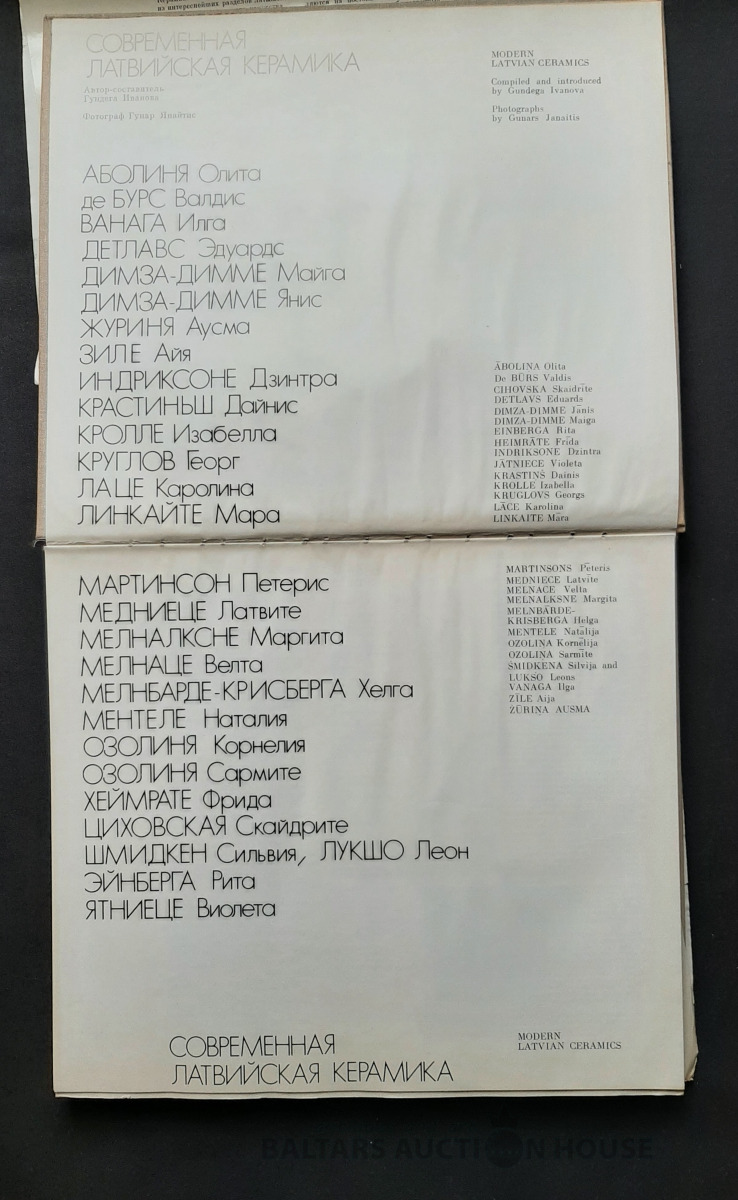 СОВРЕМЕННАЯ
ЛАТВИЙСКАЯ КЕРАМИКА
Автор-составитель
Гундега Иванова
Фотограф Гунар Янайтис
MODERN
LATVIAN CERAMICS
Compiled and introduced
by Gundega Ivanova
Photographs
by Gunars Janaitis
АБОЛИНЯ Олита
де БУРС Валдис
ВАНАГА Илга
ДЕТЛАВС Эдуардс
ДИМЗА-ДИММЕ Майга
ДИМЗА-ДИММЕ Янис
ЖУРИНЯ Аусма
ЗИЛЕ Айя
ИНДРИКСОНЕ Дзинтра
КРАСТИНЬШ Дайнис
КРОЛЛЕ Изабелла
КРУГЛОВ Георг
ЛАЦЕ Каролина
ЛИНКАЙТЕ Мара
ĀBOLIŅA Olita
De BŪRS Valdis
CIHOVSKA Skaidrīte
DETLAVS Eduards
DIMZA-DIMME Jānis
DIMZA-DIMME Maiga
EINBERGA Rita
HEIMRĀTE Frīda
INDRIKSONE Dzintra
JĀTNIECE Violeta
KRASTIŅŠ Dainis
KROLLE Izabella
KRUGLOVS Georgs
LĀCE Karolina
LINKAITE Māra
МАРТИНСОН Петерис
МЕДНИЕЦЕ Латвите
МЕЛНАЛКСНЕ Маргита
МЕЛНАЦЕ Велта
МЕЛНБАРДЕ-КРИСБЕРГА Хелга
МЕНТЕЛЕ Наталия
ОЗОЛИНЯ Корнелия
ОЗОЛИНЯ Сармите
ХЕЙМРАТЕ Фрида
ЦИХОВСКАЯ Скайдрите
ШМИДКЕН Сильвия, ЛУКШО Леон
ЭЙНБЕРГА Рита
ЯТНИЕЦЕ Виолета
MARTINSONS Pēteris
MEDNIECE Latvīte
MELNACE Velta
MELNALKSNE Margita
MELNBĀRDE-
KRISBERGA Helga
MENTELE Natālija
OZOLIŅA Kornēlija
OZOLIŅA Sarmīte
ŠMIDKENA Silvija and
LUKŠO Leons
VANAGA Ilga
ZĪLE Aija
ŽŪRIŅA AUSMA
СОВРЕМЕННАЯ
ЛАТВИЙСКАЯ КЕРАМИКА
MODERN
LATVIAN CERAMICS
BALTARS AUCTION HOUSE